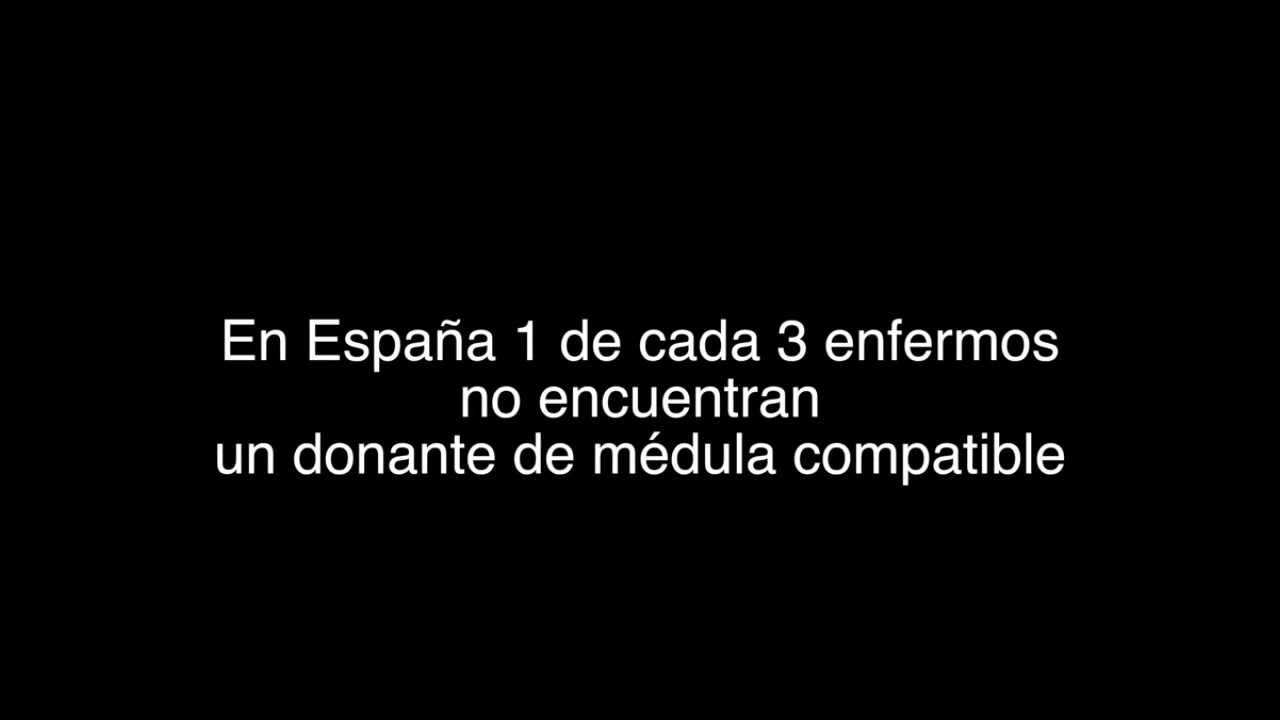 En España 1 de cada 3 enfermos
no encuentran
un donante de médula compatible